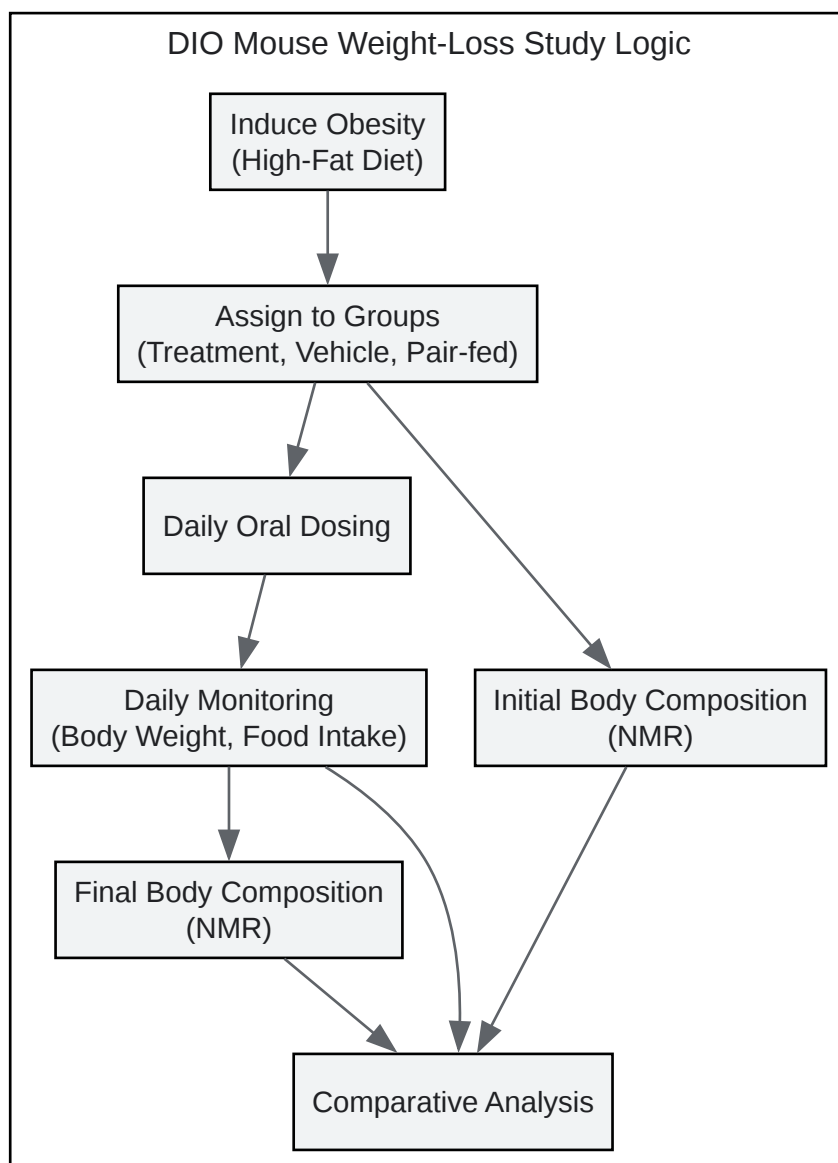 DIO Mouse Weight-Loss Study Logic
Induce Obesity
(High-Fat Diet)
Assign to Groups
(Treatment, Vehicle, Pair-fed)
Daily Oral Dosing
Daily Monitoring
(Body Weight, Food Intake)
Initial Body Composition
(NMR)
Final Body Composition
(NMR)
Comparative Analysis